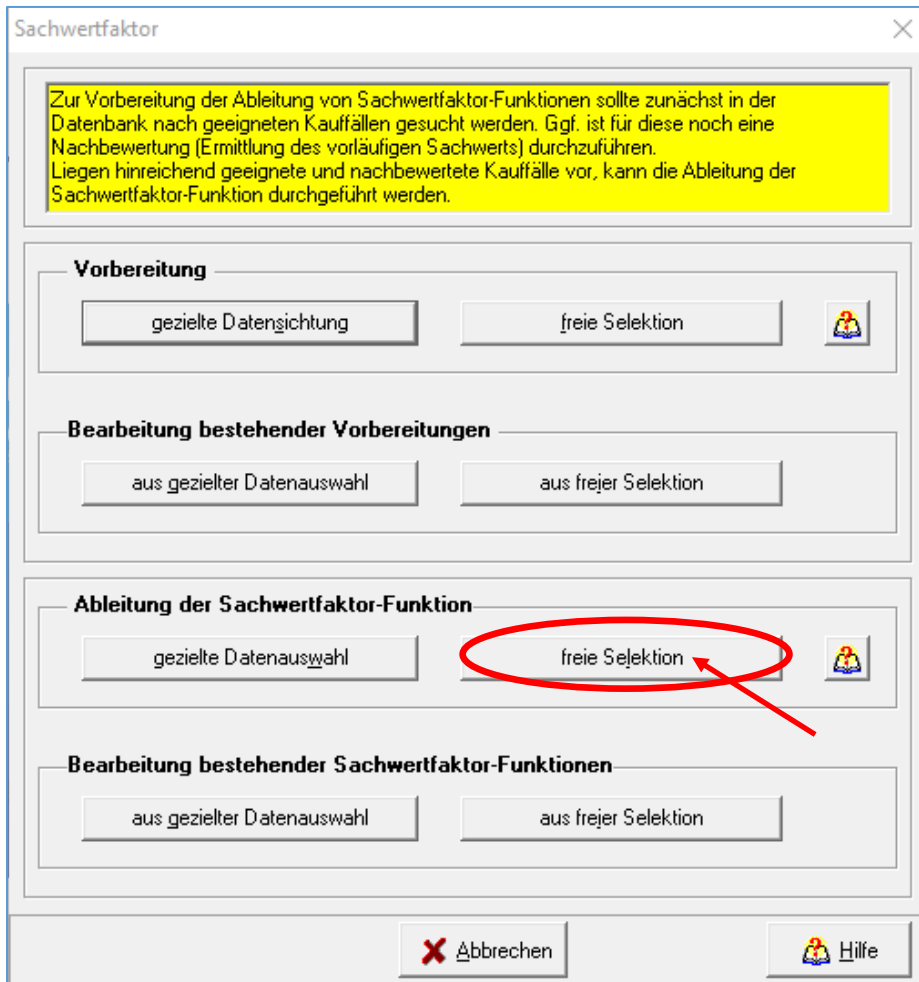 Sachwertfaktor
Zur Vorbereitung der Ableitung von Sachwertfaktor-Funktionen sollte zunächst in der
Datenbank nach geeigneten Kauffällen gesucht werden. Ggf. ist für diese noch eine
Nachbewertung (Ermittlung des vorläufigen Sachwerts) durchzuführen.
Liegen hinreichend geeignete und nachbewertete Kauffälle vor, kann die Ableitung der
Sachwertfaktor-Funktion durchgeführt werden.
Vorbereitung
gezielte Datensichtung freie Selektion
Bearbeitung bestehender Vorbereitungen
aus gezielter Datenauswahl aus freier Selektion
Ableitung der Sachwertfaktor-Funktion
gezielte Datenauswahl freie Selektion
Bearbeitung bestehender Sachwertfaktor-Funktionen
aus gezielter Datenauswahl aus freier Selektion
Abbrechen Hilfe